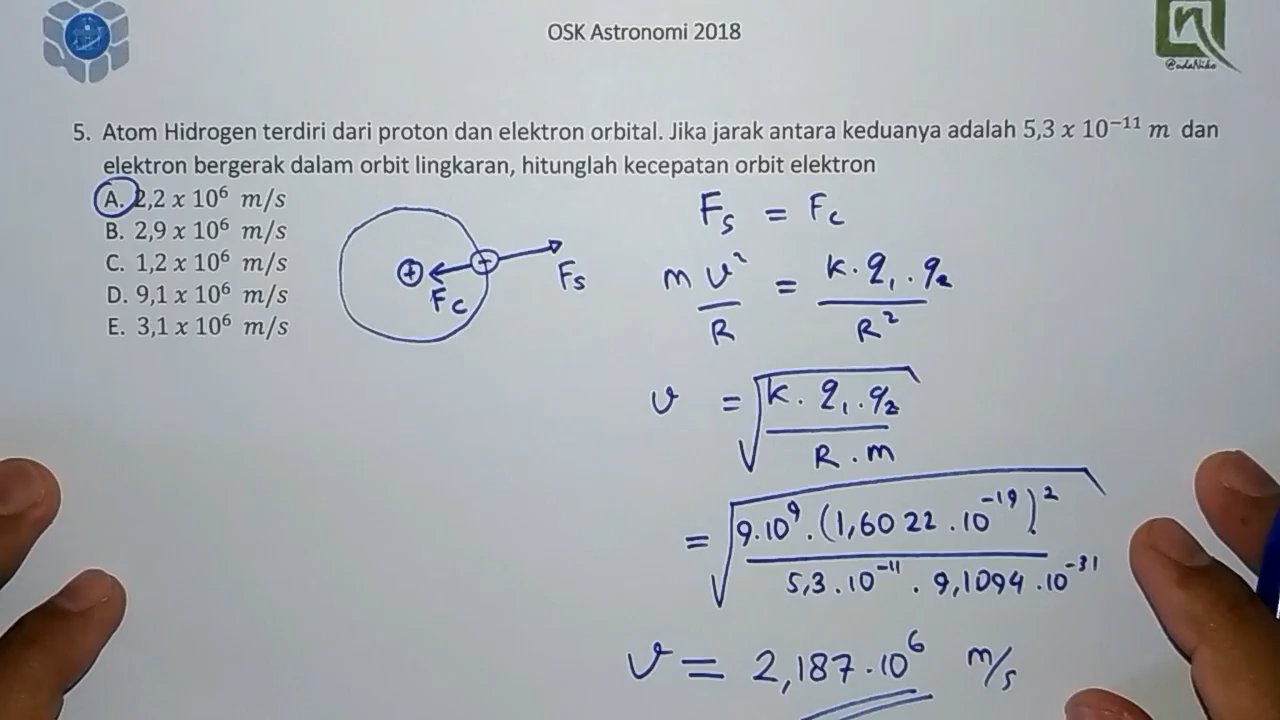 OSK Astronomi 2018
@adaNiko
5. Atom Hidrogen terdiri dari proton dan elektron orbital. Jika jarak antara keduanya adalah 5,3 x 10⁻¹¹ m dan
elektron bergerak dalam orbit lingkaran, hitunglah kecepatan orbit elektron
A. 2,2 x 10⁶ m/s
B. 2,9 x 10⁶ m/s
C. 1,2 x 10⁶ m/s
D. 9,1 x 10⁶ m/s
E. 3,1 x 10⁶ m/s
+ −
Fc
Fs
Fs = Fc
m v²/R = k . q₁ . q₂/R²
v = √(k . q₁ . q₂/R . m)
= √(9.10⁹ . (1,6022 . 10⁻¹⁹)²/5,3 . 10⁻¹¹ . 9,1094 . 10⁻³¹)
v = 2,187 . 10⁶ m/s